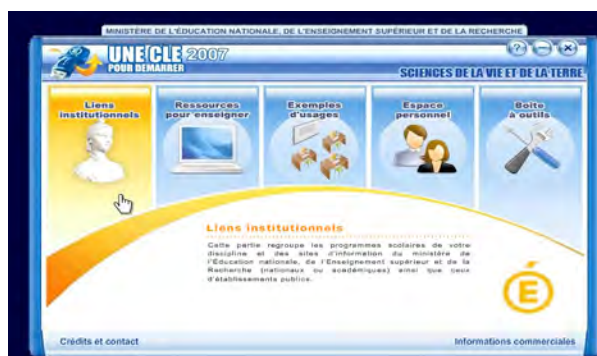 MINISTÈRE DE L'ÉDUCATION NATIONALE, DE L'ENSEIGNEMENT SUPÉRIEUR ET DE LA RECHERCHE
UNE CLE 2007
POUR DEMARRER
SCIENCES DE LA VIE ET DE LA TERRE
Liens
institutionnels
Ressources
pour enseigner
Exemples
d'usages
Espace
personnel
Boîte
à outils
Liens institutionnels
Cette partie regroupe les programmes scolaires de votre
discipline et des sites d'information du ministère de
l'Éducation nationale, de l'Enseignement supérieur et de la
Recherche (nationaux ou académiques) ainsi que ceux
d'établissements publics.
É
Crédits et contact
Informations commerciales